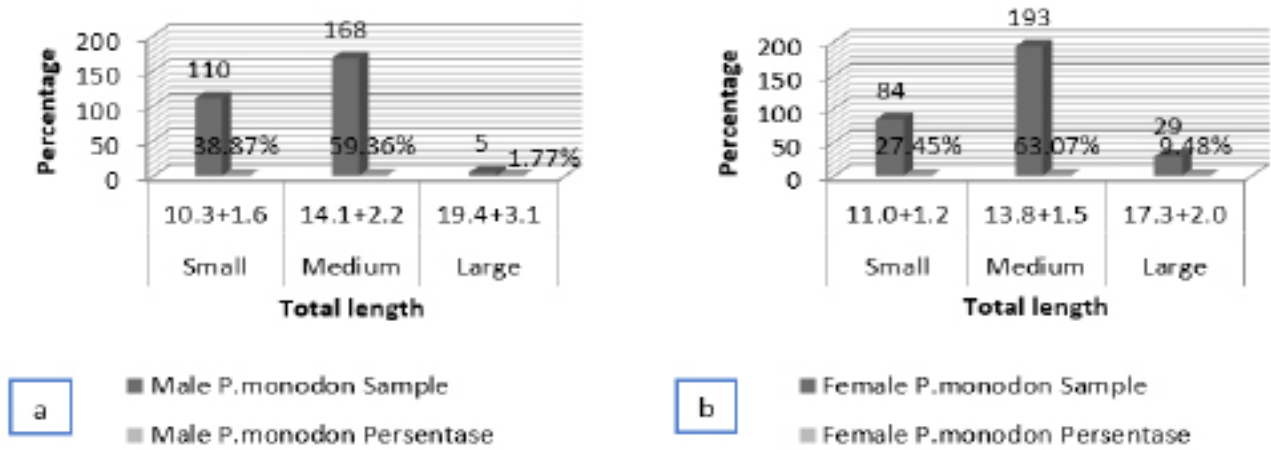 Percentage
200
150
100
50
0
110
168
5
38.87%
59.36%
1.77%
10.3+1.6 14.1+2.2 19.4+3.1
Small Medium Large
Total length
a
Male P.monodon Sample
Male P.monodon Persentase
Percentage
200
150
100
50
0
84
193
29
27.45%
63.07%
9.48%
11.0+1.2 13.8+1.5 17.3+2.0
Small Medium Large
Total length
b
Female P.monodon Sample
Female P.monodon Persentase